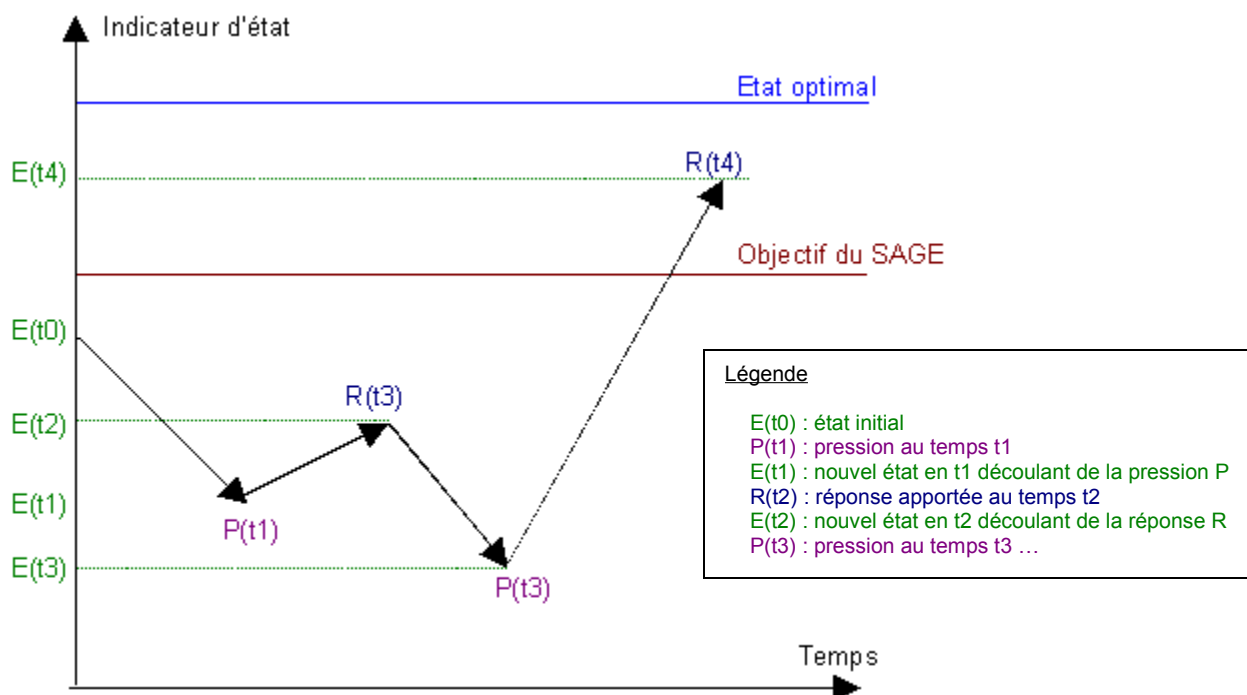 Indicateur d'état
Etat optimal
E(t4)
R(t4)
Objectif du SAGE
E(t0)
R(t3)
E(t2)
E(t1)
P(t1)
E(t3)
P(t3)
Temps
Légende
E(t0) : état initial
P(t1) : pression au temps t1
E(t1) : nouvel état en t1 découlant de la pression P
R(t2) : réponse apportée au temps t2
E(t2) : nouvel état en t2 découlant de la réponse R
P(t3) : pression au temps t3 …